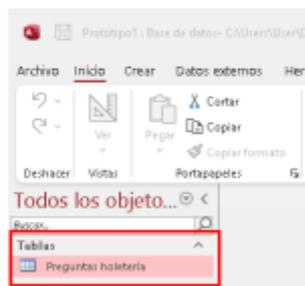 Prototipo1 : Base de datos- C:\Users\User\D
Archivo Inicio Crear Datos externos Her
Cortar
Copiar
Copiar formato
Ver
Pegar
Deshacer Vistas Portapapeles
Todos los objeto...
Buscar...
Tablas
Preguntas holeteria